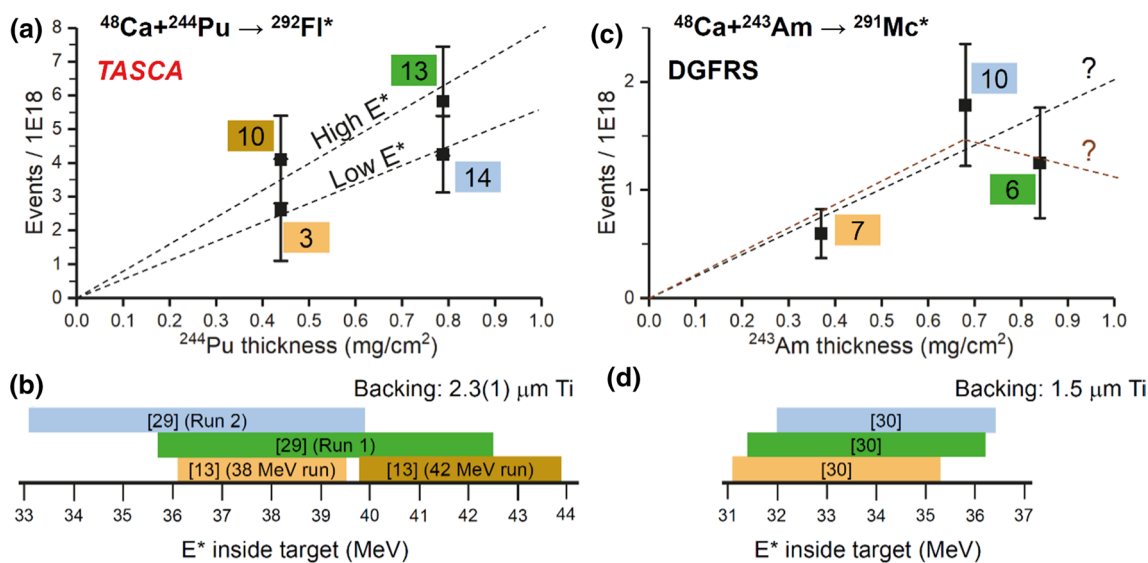 (a)
⁴⁸Ca+²⁴⁴Pu → ²⁹²Fl*
TASCA
Events / 1E18
8
7
6
5
4
3
2
1
0
13
10
High E*
Low E*
14
3
0.0 0.1 0.2 0.3 0.4 0.5 0.6 0.7 0.8 0.9 1.0
²⁴⁴Pu thickness (mg/cm²)
(c)
⁴⁸Ca+²⁴³Am → ²⁹¹Mc*
DGFRS
Events / 1E18
2
1
0
10
?
?
6
7
0.0 0.1 0.2 0.3 0.4 0.5 0.6 0.7 0.8 0.9 1.0
²⁴³Am thickness (mg/cm²)
(b)
Backing: 2.3(1) μm Ti
[29] (Run 2)
[29] (Run 1)
[13] (38 MeV run) [13] (42 MeV run)
33 34 35 36 37 38 39 40 41 42 43 44
E* inside target (MeV)
(d)
Backing: 1.5 μm Ti
[30]
[30]
[30]
31 32 33 34 35 36 37
E* inside target (MeV)